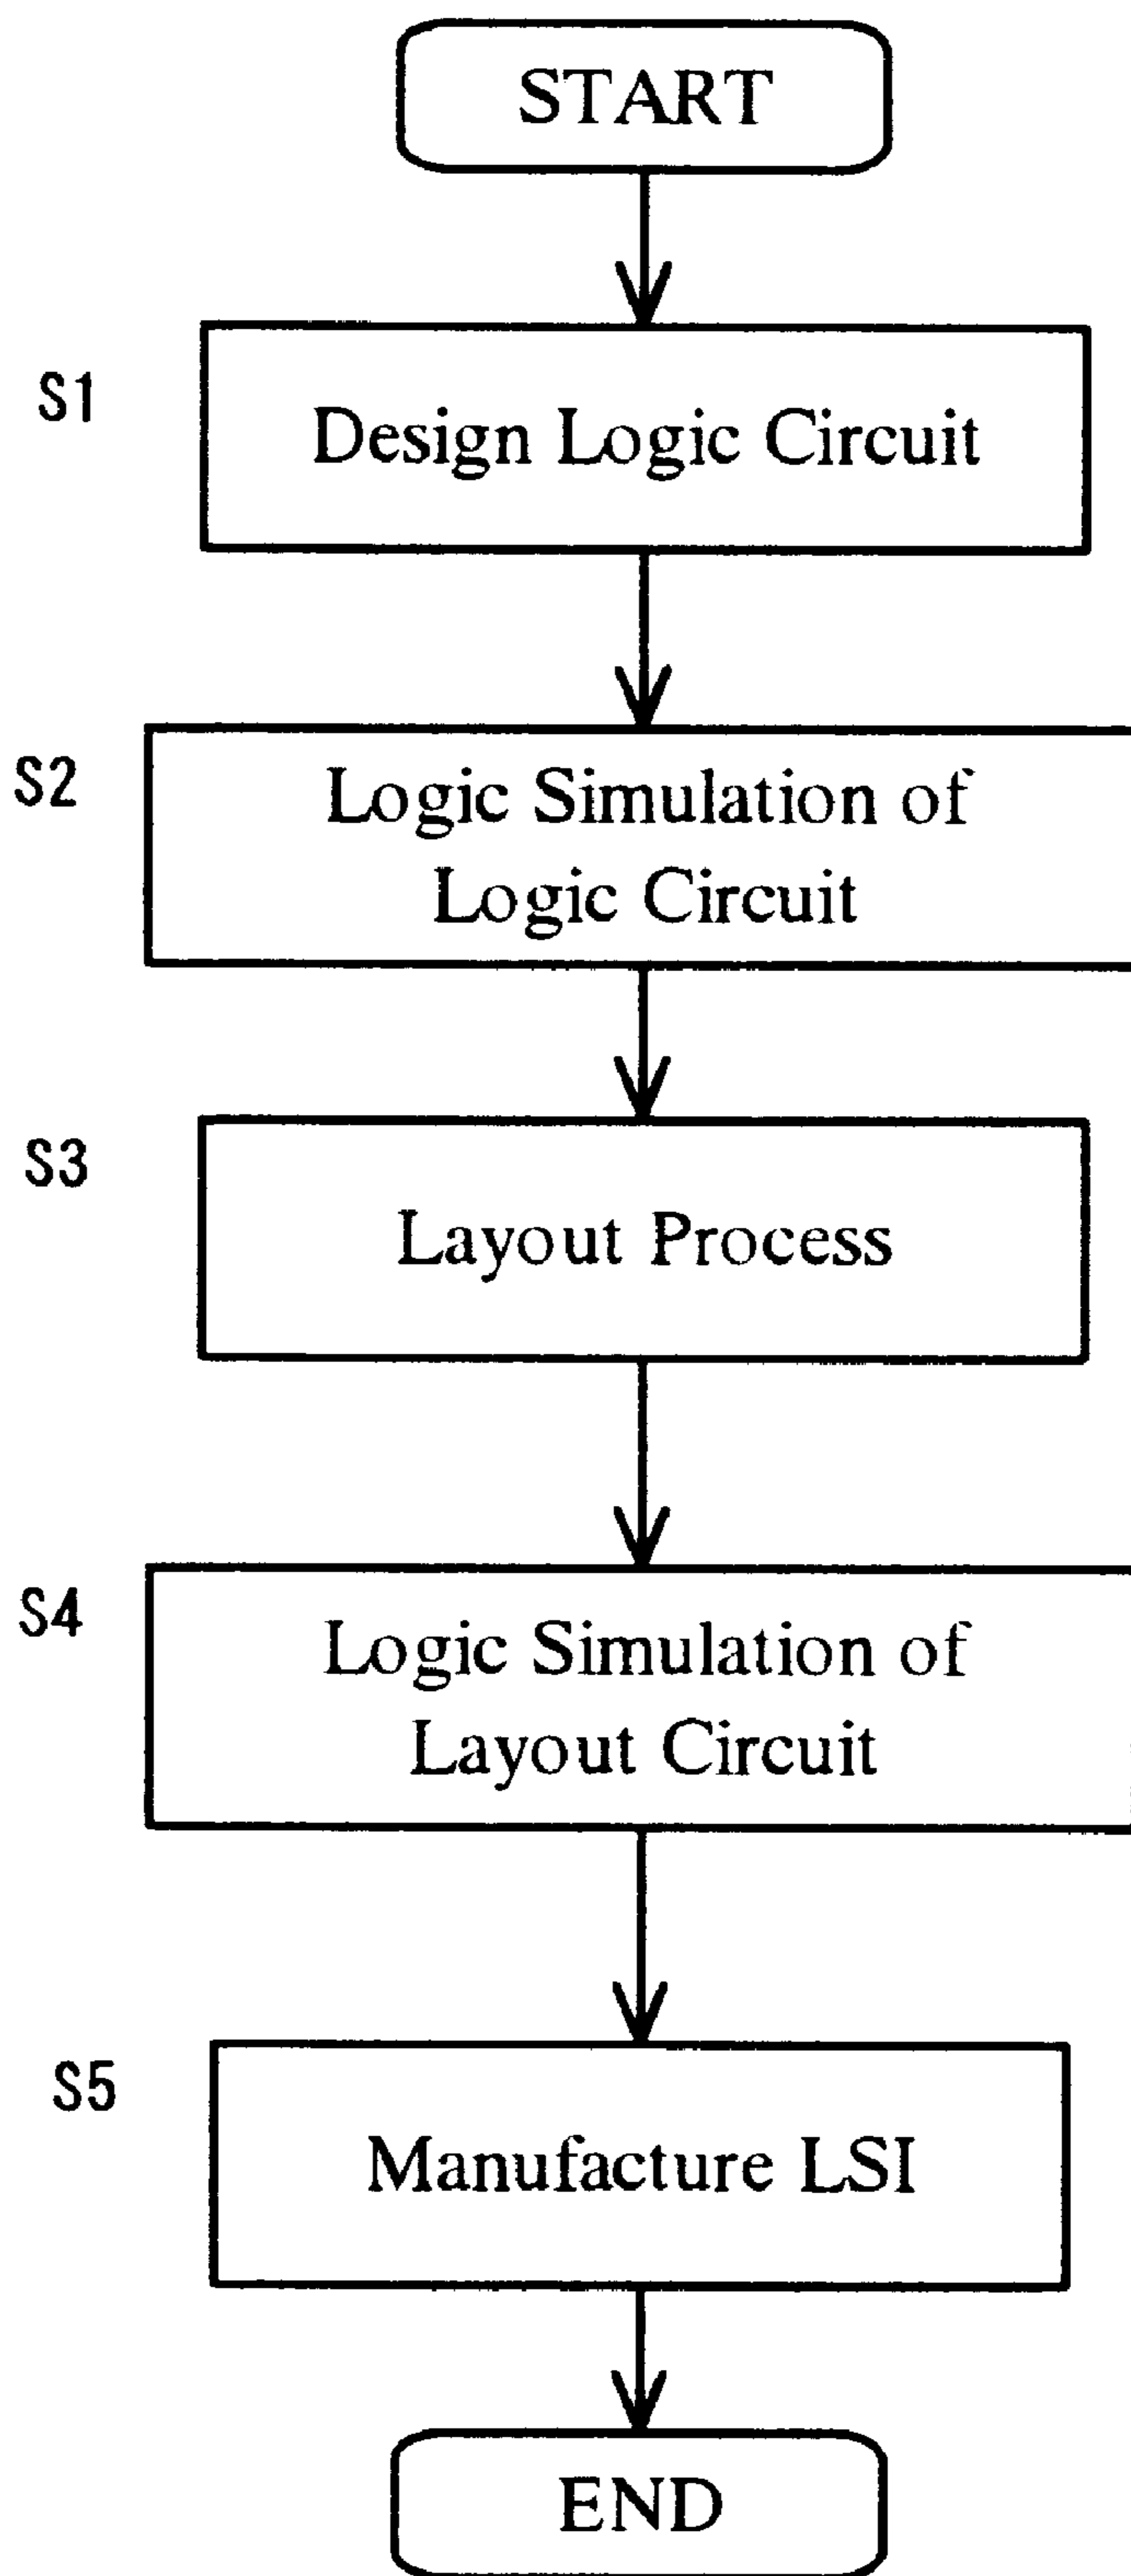 START
S1
Design Logic Circuit
S2
Logic Simulation of
Logic Circuit
S3
Layout Process
S4
Logic Simulation of
Layout Circuit
S5
Manufacture LSI
END